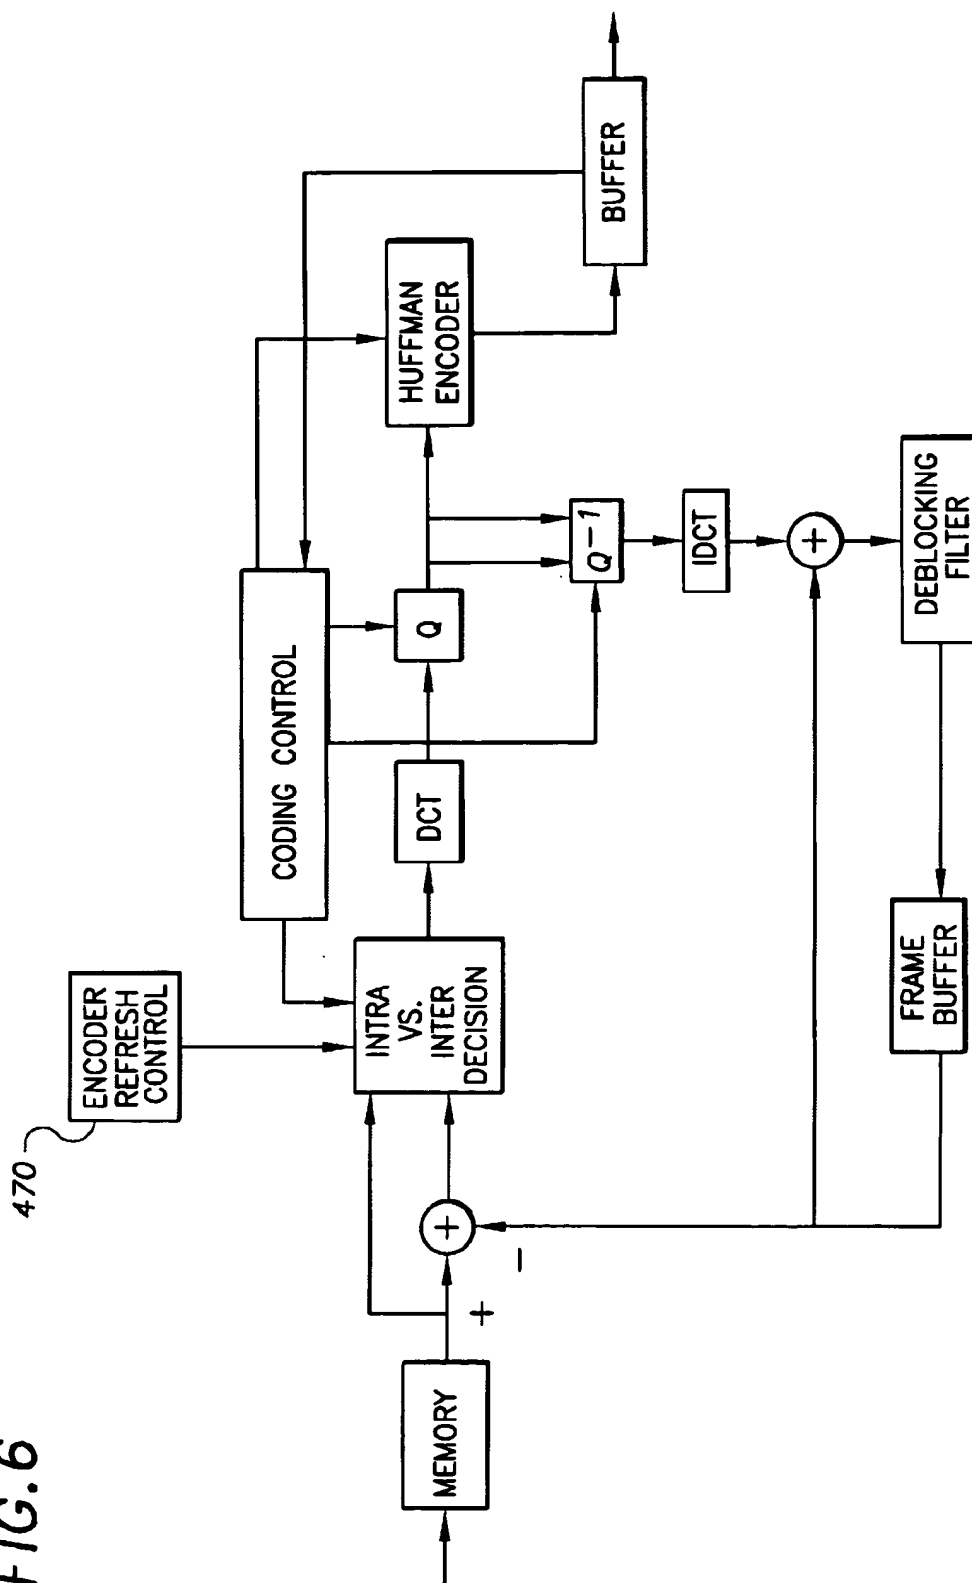 FIG.6
470
ENCODER
REFRESH
CONTROL
CODING CONTROL
MEMORY
+
+
−
INTRA
VS.
INTER
DECISION
DCT
Q
HUFFMAN
ENCODER
BUFFER
Q−1
IDCT
+
DEBLOCKING
FILTER
FRAME
BUFFER